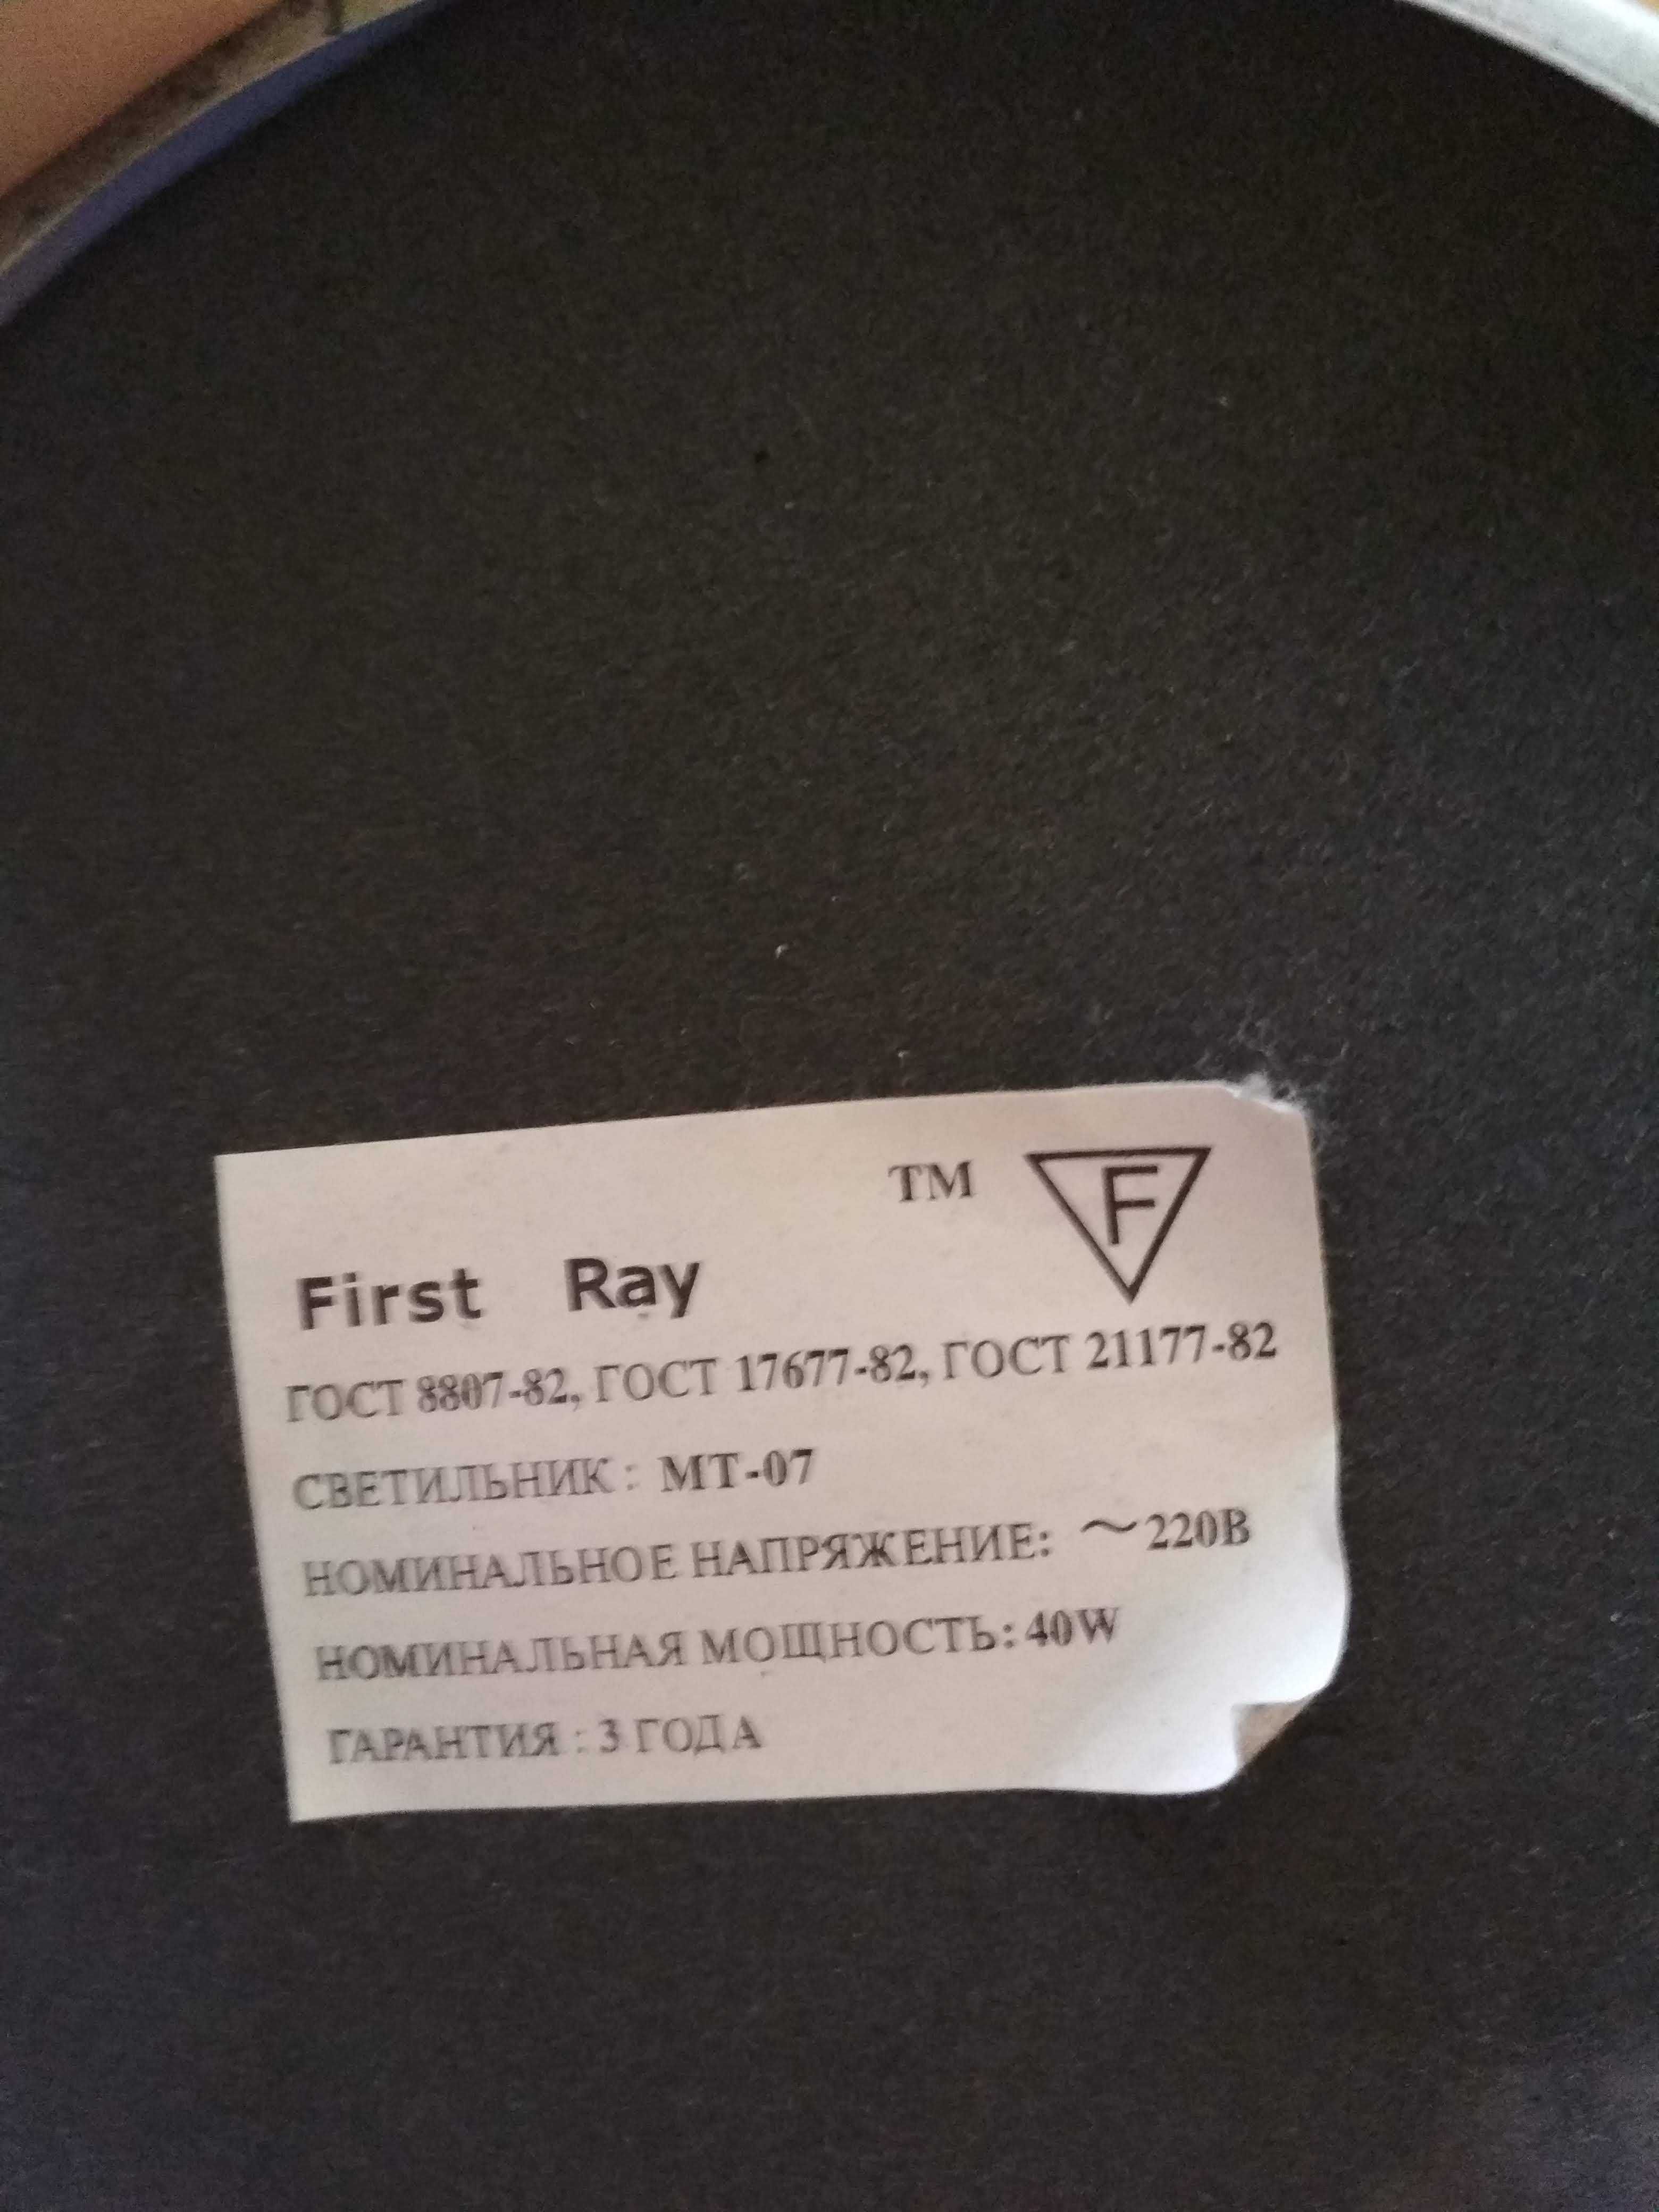 TM F
First Ray
ГОСТ 8807-82, ГОСТ 17677-82, ГОСТ 21177-82
СВЕТИЛЬНИК : МТ-07
НОМИНАЛЬНОЕ НАПРЯЖЕНИЕ: ~220В
НОМИНАЛЬНАЯ МОЩНОСТЬ: 40W
ГАРАНТИЯ : 3 ГОДА